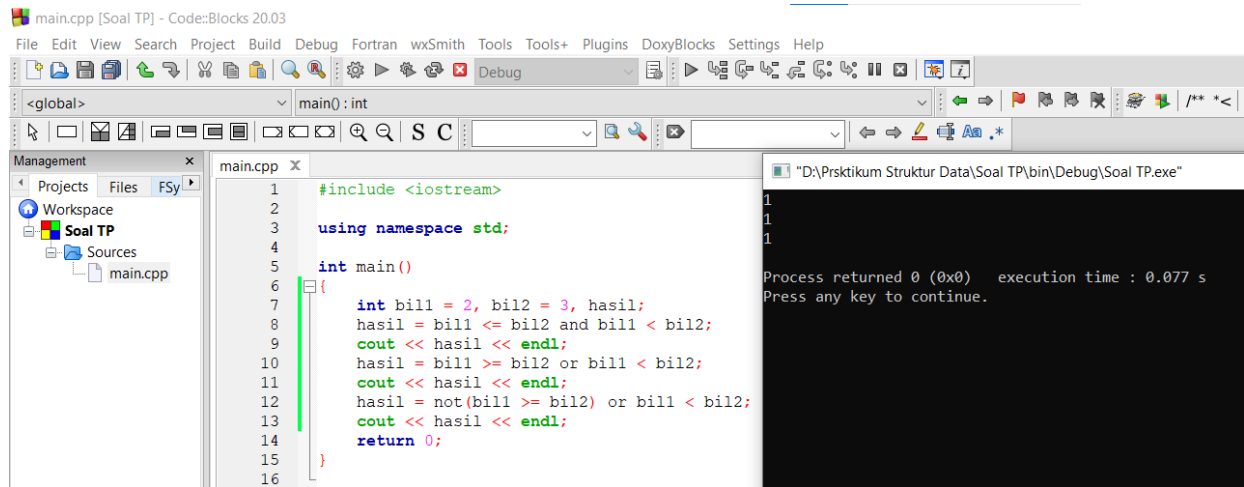 main.cpp [Soal TP] - Code::Blocks 20.03
File Edit View Search Project Build Debug Fortran wxSmith Tools Tools+ Plugins DoxyBlocks Settings Help
Debug
<global> main() : int /** *<
S C Aa .*
Management x
Projects Files FSy
Workspace
Soal TP
Sources
main.cpp
main.cpp X
1 #include <iostream>
2
3 using namespace std;
4
5 int main()
6 {
7 int bil1 = 2, bil2 = 3, hasil;
8 hasil = bil1 <= bil2 and bil1 < bil2;
9 cout << hasil << endl;
10 hasil = bil1 >= bil2 or bil1 < bil2;
11 cout << hasil << endl;
12 hasil = not(bil1 >= bil2) or bil1 < bil2;
13 cout << hasil << endl;
14 return 0;
15 }
16
"D:\Prsktikum Struktur Data\Soal TP\bin\Debug\Soal TP.exe"
1
1
1
Process returned 0 (0x0) execution time : 0.077 s
Press any key to continue.